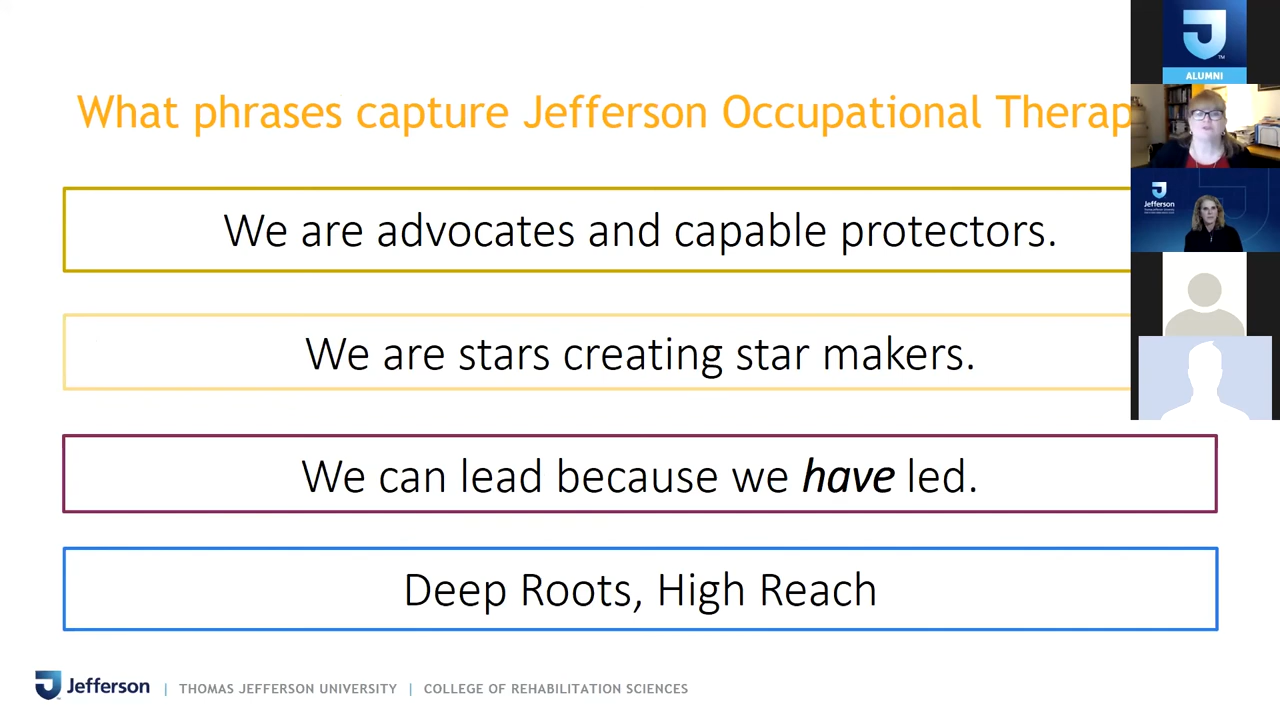 What phrases capture Jefferson Occupational Therap
We are advocates and capable protectors.
We are stars creating star makers.
We can lead because we have led.
Deep Roots, High Reach
Jefferson | THOMAS JEFFERSON UNIVERSITY | COLLEGE OF REHABILITATION SCIENCES
ALUMNI
Jefferson